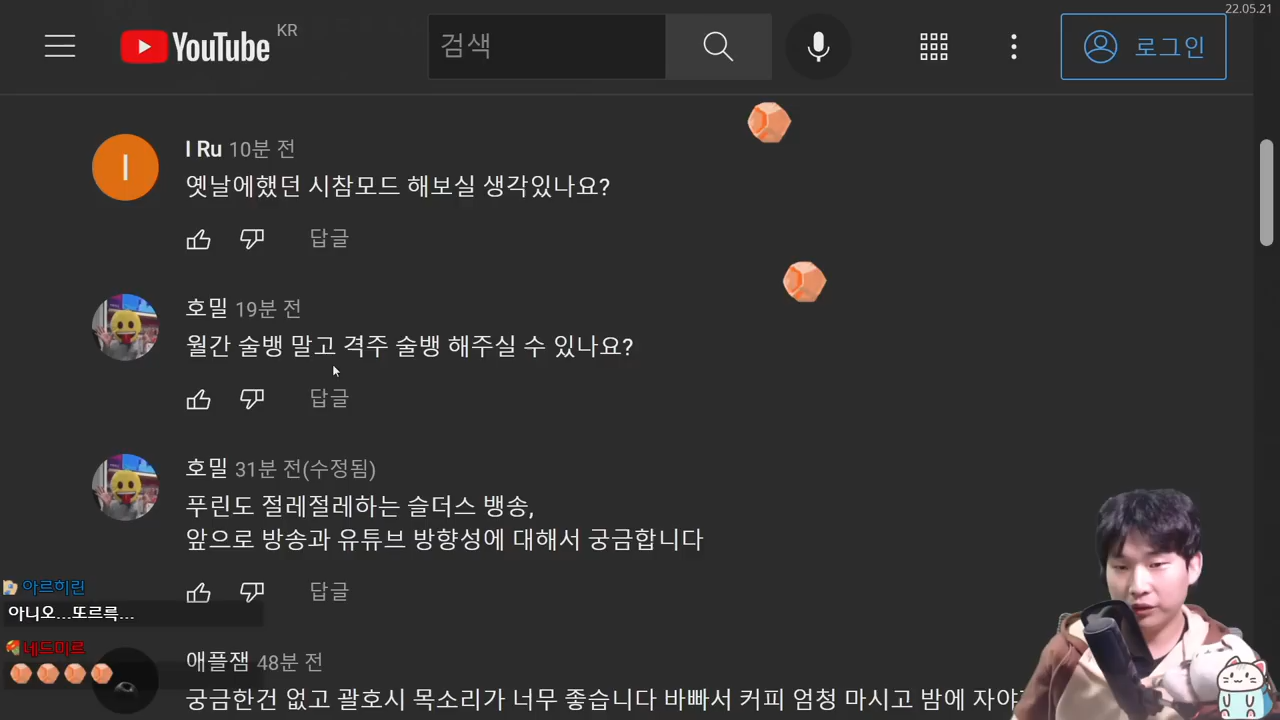 22.05.21
YouTube KR
검색
로그인
I
I Ru 10분 전
옛날에했던 시참모드 해보실 생각있나요?
답글
호밀 19분 전
월간 술뱅 말고 격주 술뱅 해주실 수 있나요?
답글
호밀 31분 전(수정됨)
푸린도 절레절레하는 슬더스 뱅송,
앞으로 방송과 유튜브 방향성에 대해서 궁금합니다
답글
아르히린
아니오...또르륵...
네드미르
애플잼 48분 전
궁금한건 없고 괄호시 목소리가 너무 좋습니다 바빠서 커피 엄청 마시고 밤에 자야